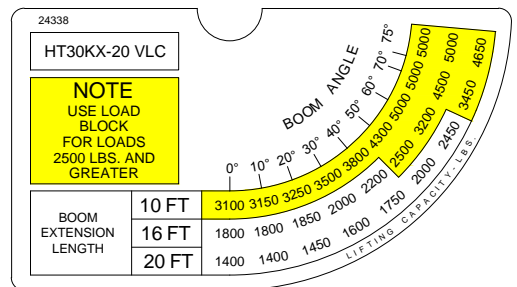 24338
HT30KX-20 VLC
NOTE
USE LOAD
BLOCK
FOR LOADS
2500 LBS. AND
GREATER
BOOM ANGLE
0° 10° 20° 30° 40° 50° 60° 70° 75°
BOOM
EXTENSION
LENGTH
10 FT 3100 3150 3250 3500 3800 4300 5000 5000 5000
16 FT 1800 1800 1850 2000 2200 2500 3200 4500 5000
20 FT 1400 1400 1450 1600 1750 2000 2450 3450 4650
LIFTING CAPACITY - LBS.